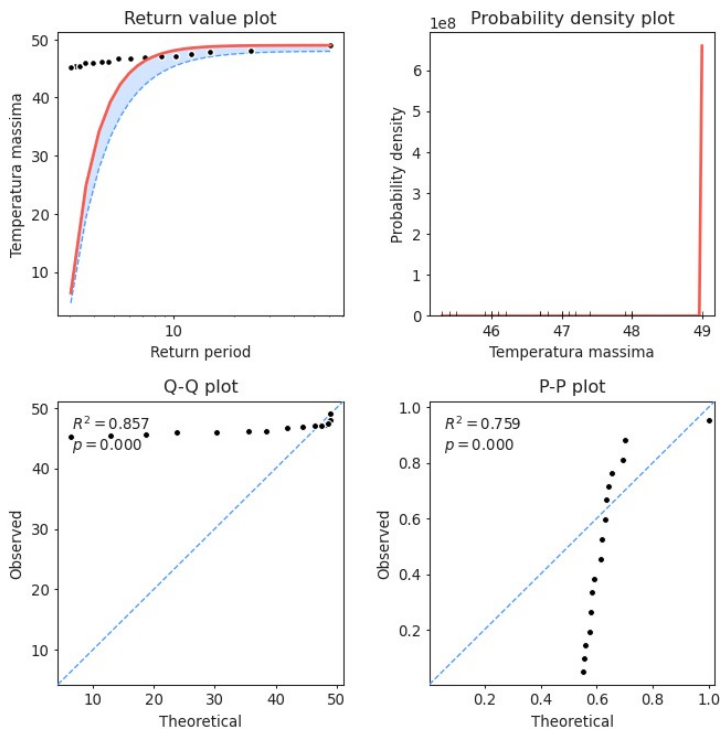 Return value plot
Temperatura massima
50
40
30
20
10
10
Return period
Probability density plot
1e8
Probability density
6
5
4
3
2
1
0
46
47
48
49
Temperatura massima
Q-Q plot
R² = 0.857
p = 0.000
Observed
50
40
30
20
10
10
20
30
40
50
Theoretical
P-P plot
R² = 0.759
p = 0.000
Observed
1.0
0.8
0.6
0.4
0.2
0.2
0.4
0.6
0.8
1.0
Theoretical